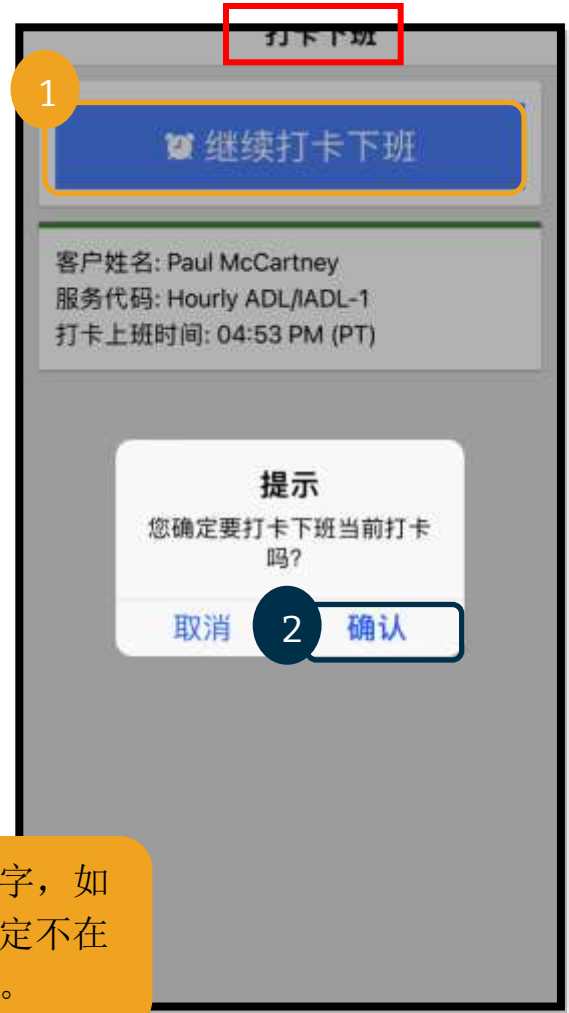 打卡下班
1
继续打卡下班
客户姓名: Paul McCartney
服务代码: Hourly ADL/IADL-1
打卡上班时间: 04:53 PM (PT)
提示
您确定要打卡下班当前打卡
吗?
取消
2
确认
字，如
定不在
。